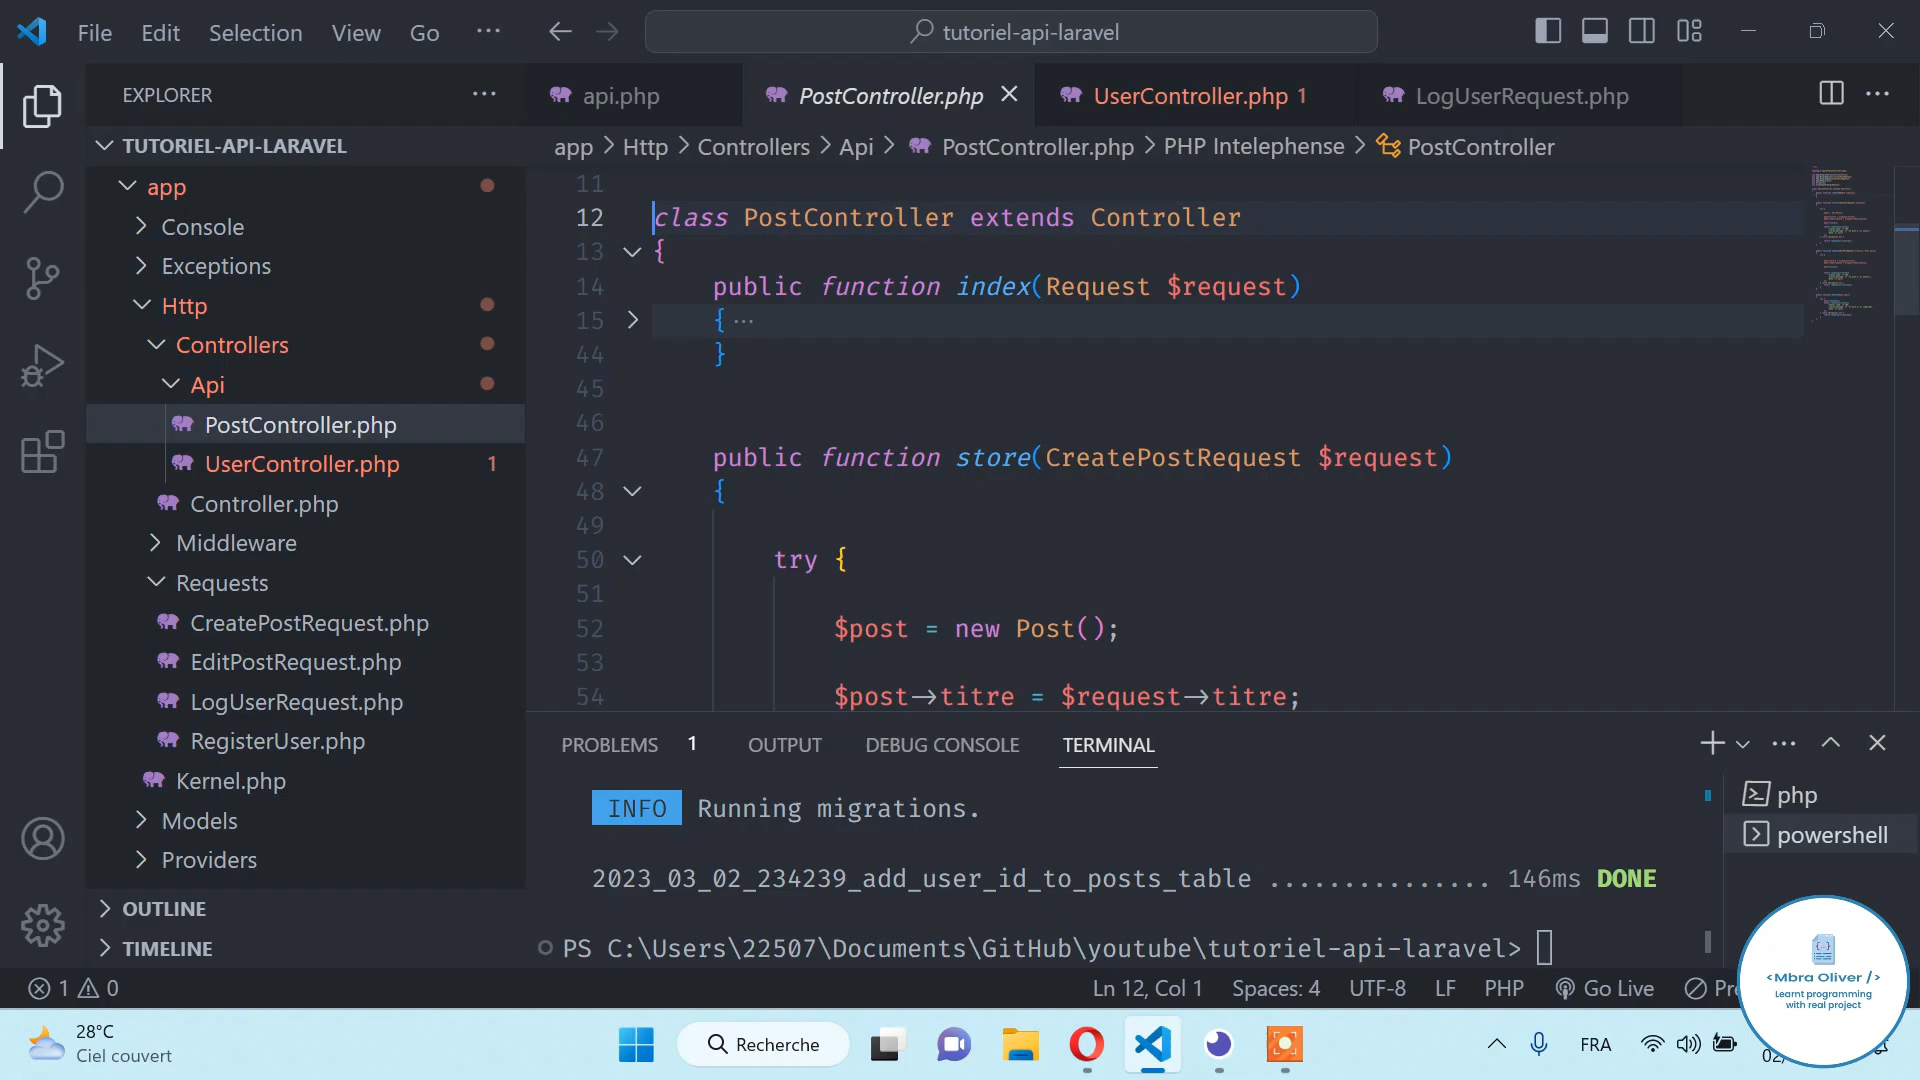 File Edit Selection View Go ···
tutoriel-api-laravel
EXPLORER ···
api.php
PostController.php
UserController.php 1
LogUserRequest.php
TUTORIEL-API-LARAVEL
app > Http > Controllers > Api > PostController.php > PHP Intelephense > PostController
app
Console
Exceptions
Http
Controllers
Api
PostController.php
UserController.php 1
Controller.php
Middleware
Requests
CreatePostRequest.php
EditPostRequest.php
LogUserRequest.php
RegisterUser.php
Kernel.php
Models
Providers
OUTLINE
TIMELINE
11
12 class PostController extends Controller
13 {
14 public function index(Request $request)
15 { ···
44 }
45
46
47 public function store(CreatePostRequest $request)
48 {
49
50 try {
51
52 $post = new Post();
53
54 $post->titre = $request->titre;
PROBLEMS 1 OUTPUT DEBUG CONSOLE TERMINAL
INFO Running migrations.
2023_03_02_234239_add_user_id_to_posts_table ............... 146ms DONE
PS C:\Users\22507\Documents\GitHub\youtube\tutoriel-api-laravel>
php
powershell
1 0
Ln 12, Col 1 Spaces: 4 UTF-8 LF PHP Go Live
<Mbra Oliver />
Learnt programming
with real project
28°C
Ciel couvert
Recherche
FRA